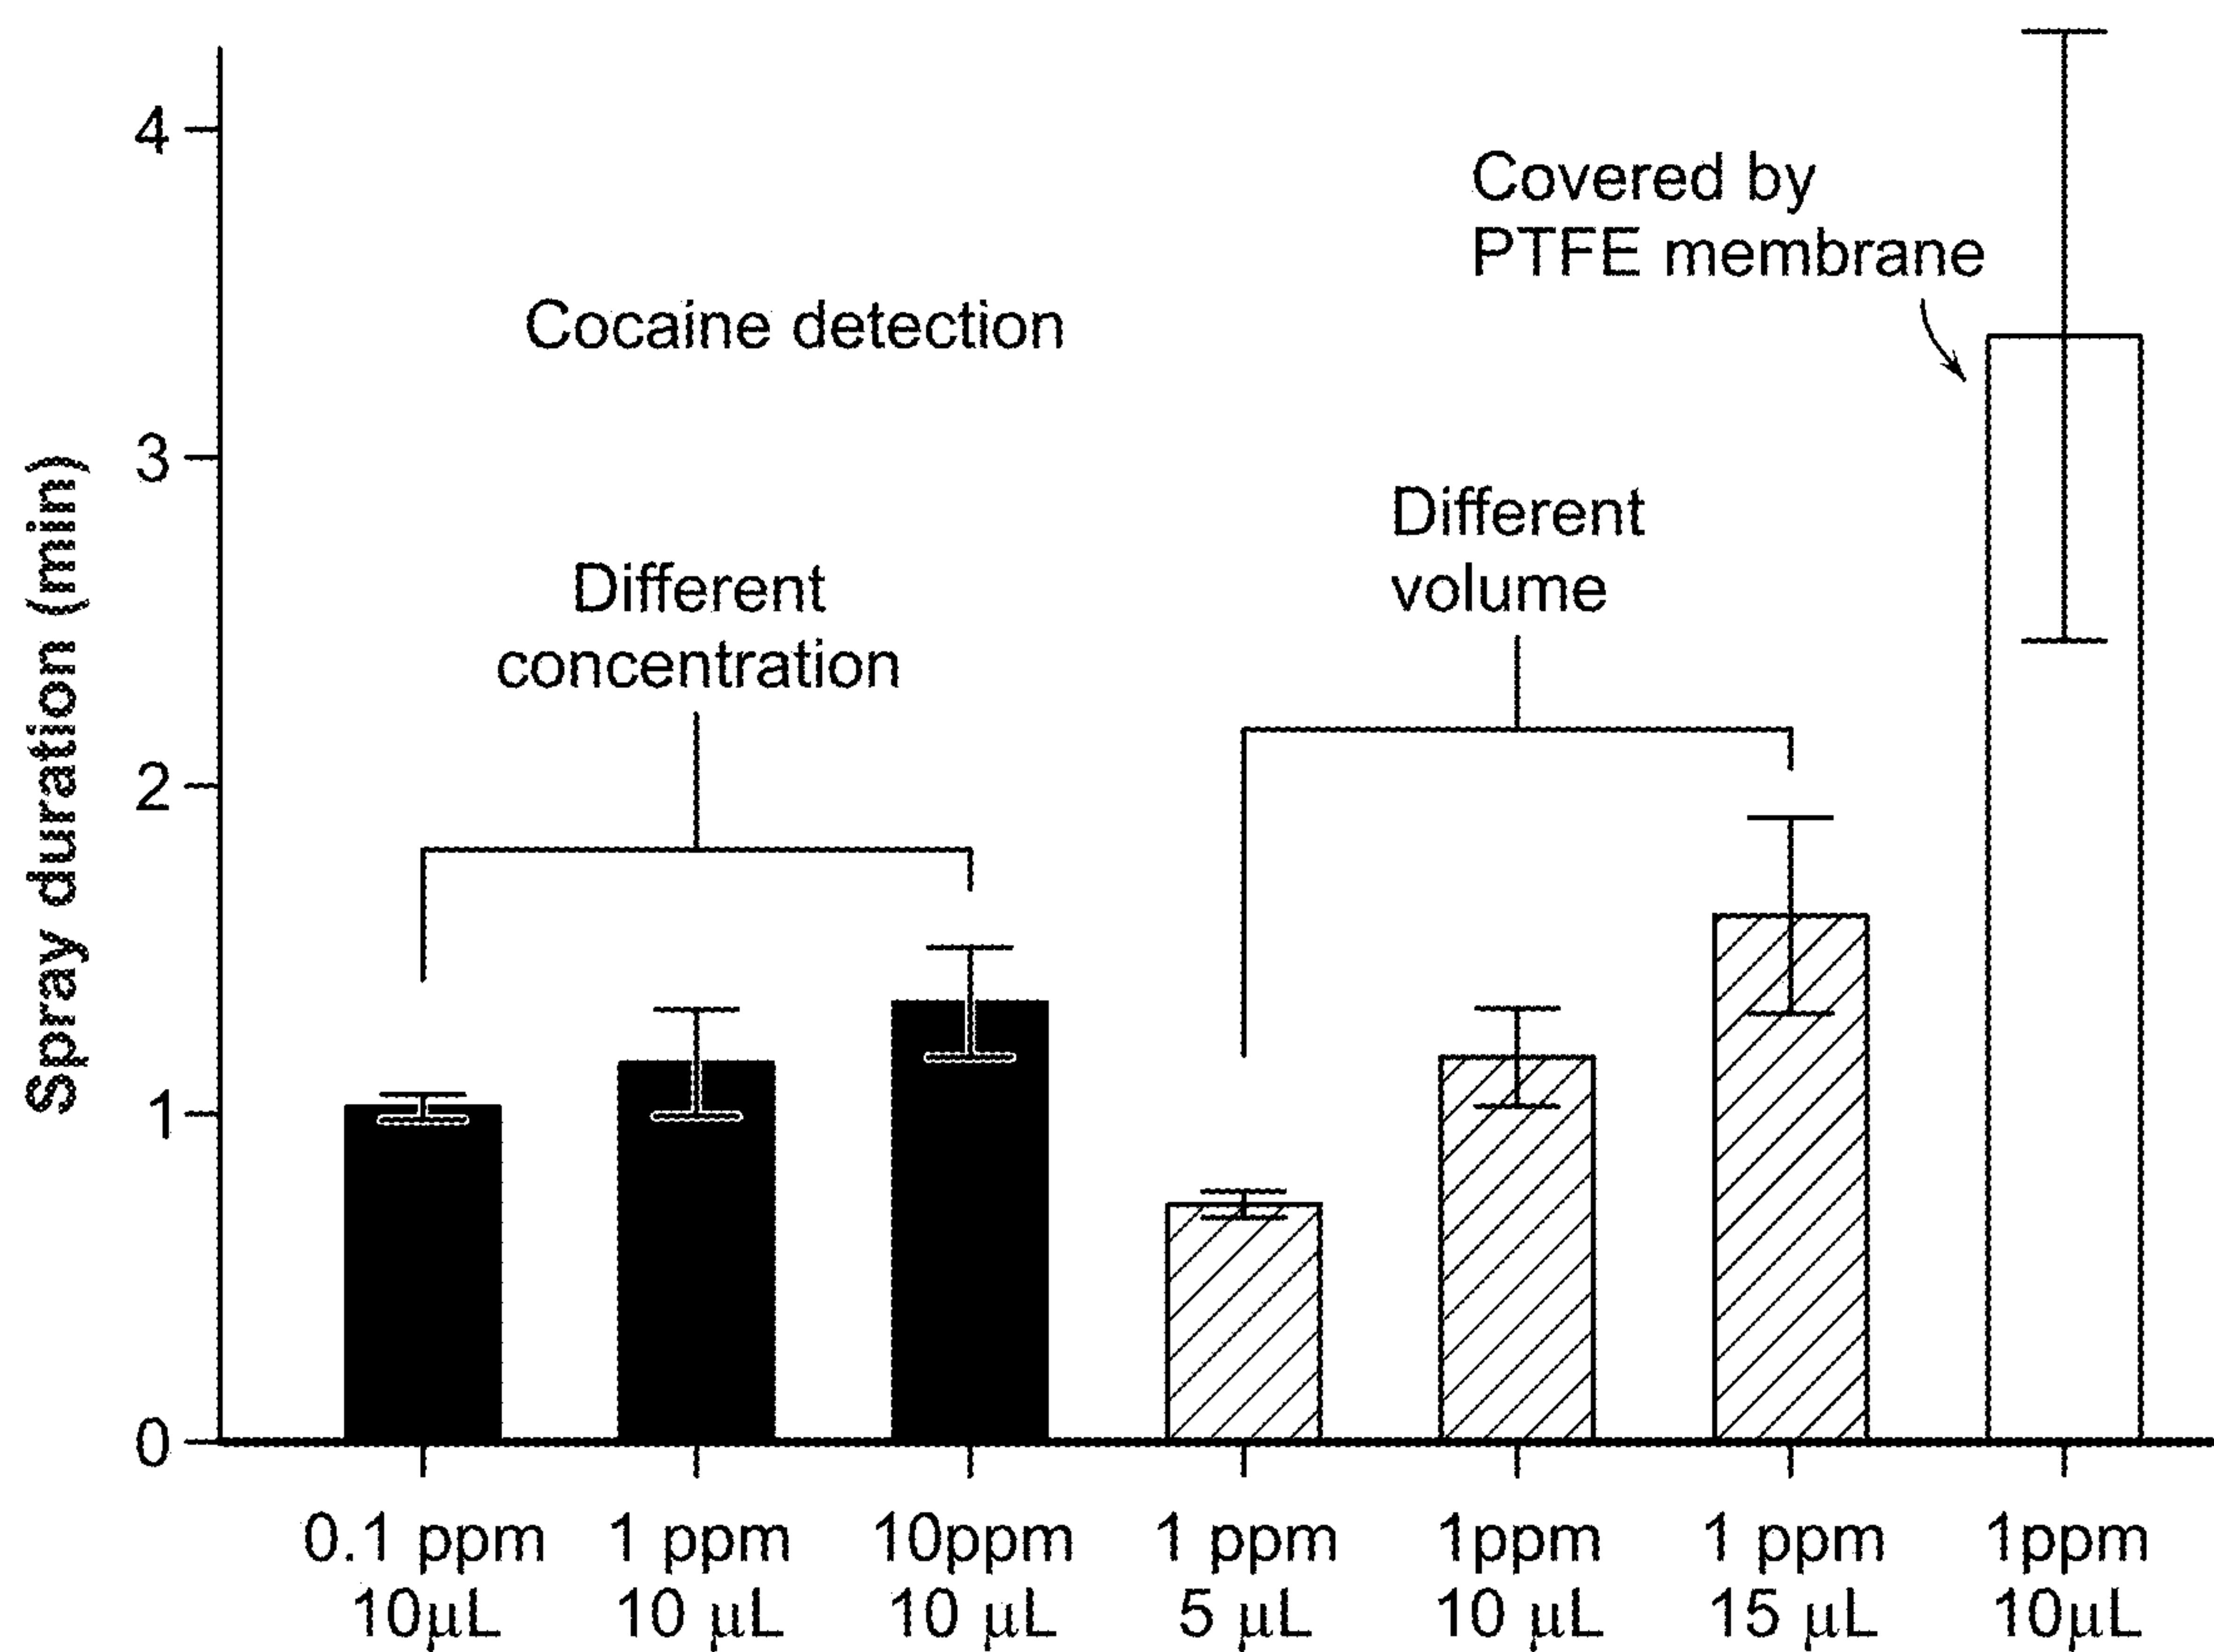 Spray duration (min)
4
3
2
1
0
Cocaine detection
Different
concentration
Different
volume
Covered by
PTFE membrane
0.1 ppm
10μL
1 ppm
10 μL
10ppm
10 μL
1 ppm
5 μL
1ppm
10 μL
1 ppm
15 μL
1ppm
10μL